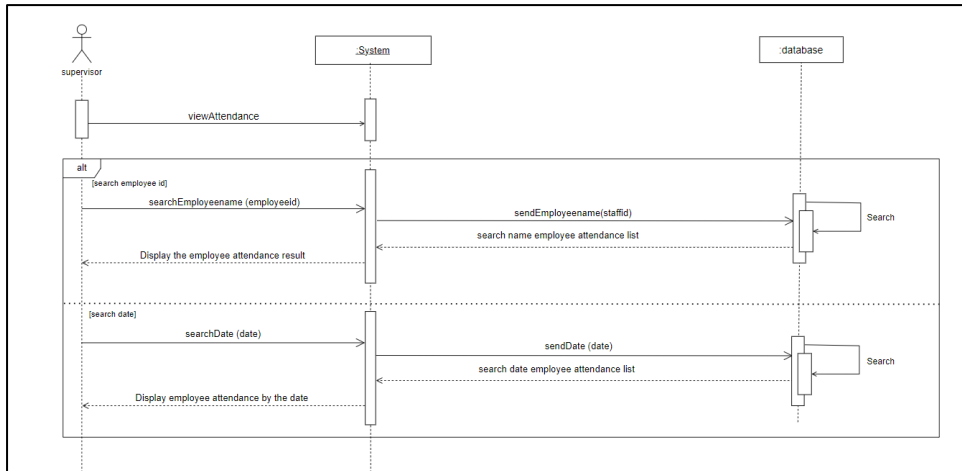 :System
:database
supervisor
viewAttendance
alt
[search employee id]
searchEmployeename (employeeid)
sendEmployeename(staffid)
Search
search name employee attendance list
Display the employee attendance result
[search date]
searchDate (date)
sendDate (date)
Search
search date employee attendance list
Display employee attendance by the date